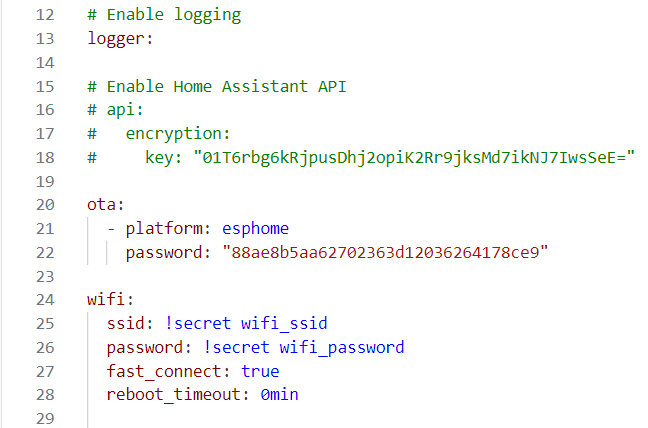 12 # Enable logging
13 logger:
14
15 # Enable Home Assistant API
16 # api:
17 #   encryption:
18 #     key: "01T6rbg6kRjpusDhj2opiK2Rr9jksMd7ikNJ7IwsSeE="
19
20 ota:
21   - platform: esphome
22     password: "88ae8b5aa62702363d12036264178ce9"
23
24 wifi:
25   ssid: !secret wifi_ssid
26   password: !secret wifi_password
27   fast_connect: true
28   reboot_timeout: 0min
29